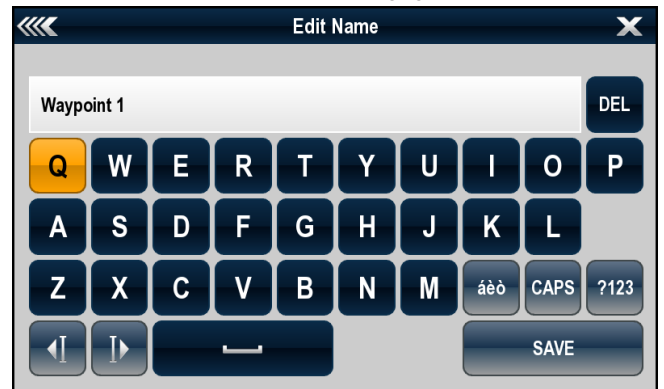 Edit Name
Waypoint 1 DEL
Q W E R T Y U I O P
A S D F G H J K L
Z X C V B N M áèò CAPS ?123
SAVE